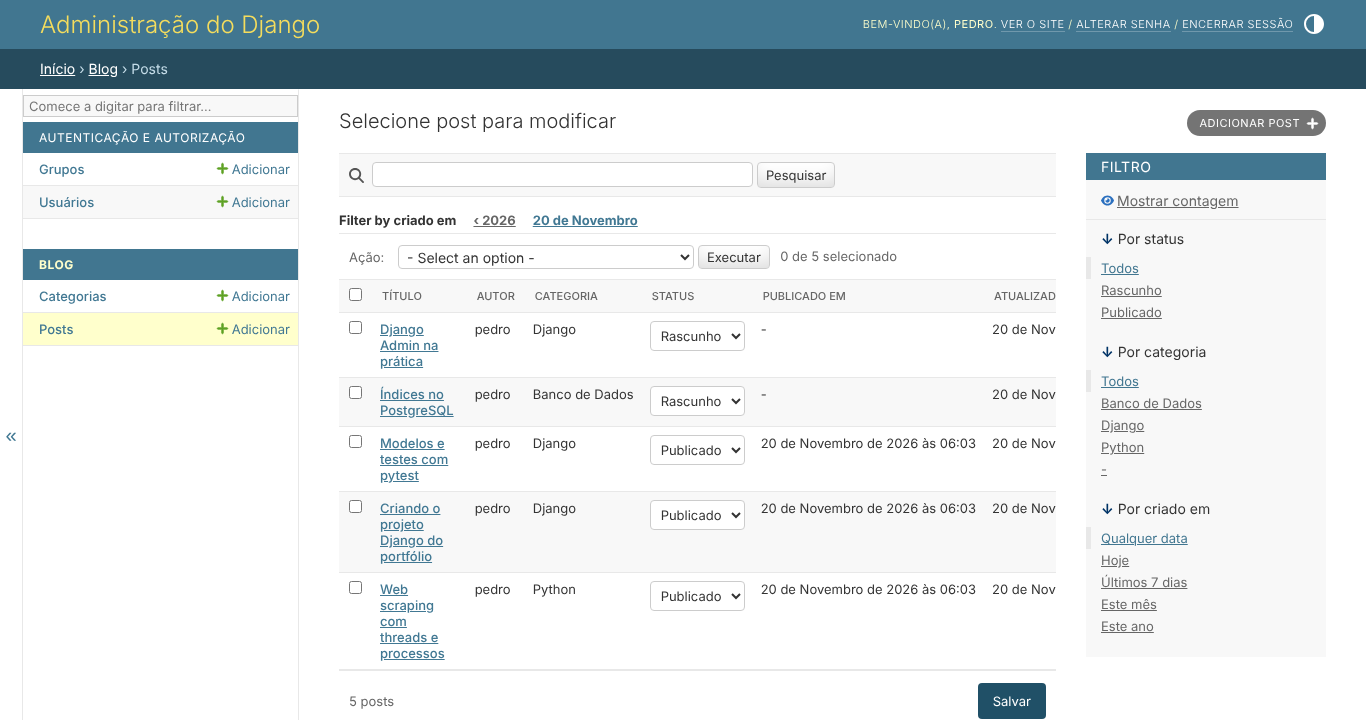 Administração do Django
BEM-VINDO(A), PEDRO. VER O SITE / ALTERAR SENHA / ENCERRAR SESSÃO
Início › Blog › Posts
Comece a digitar para filtrar...
AUTENTICAÇÃO E AUTORIZAÇÃO
Grupos Adicionar
Usuários Adicionar
BLOG
Categorias Adicionar
Posts Adicionar
«
Selecione post para modificar
ADICIONAR POST
Pesquisar
Filter by criado em ‹ 2026 20 de Novembro
Ação: - Select an option - Executar 0 de 5 selecionado
TÍTULO AUTOR CATEGORIA STATUS PUBLICADO EM ATUALIZAD
Django pedro Django Rascunho - 20 de Nov
Admin na
prática
Índices no pedro Banco de Dados Rascunho - 20 de Nov
PostgreSQL
Modelos e pedro Django Publicado 20 de Novembro de 2026 às 06:03 20 de Nov
testes com
pytest
Criando o pedro Django Publicado 20 de Novembro de 2026 às 06:03 20 de Nov
projeto
Django do
portfólio
Web pedro Python Publicado 20 de Novembro de 2026 às 06:03 20 de Nov
scraping
com
threads e
processos
5 posts
Salvar
FILTRO
Mostrar contagem
Por status
Todos
Rascunho
Publicado
Por categoria
Todos
Banco de Dados
Django
Python
-
Por criado em
Qualquer data
Hoje
Últimos 7 dias
Este mês
Este ano